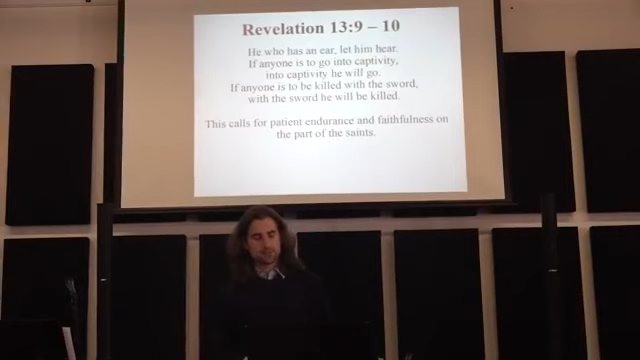 Revelation 13:9 – 10
He who has an ear, let him hear.
If anyone is to go into captivity,
into captivity he will go.
If anyone is to be killed with the sword,
with the sword he will be killed.
This calls for patient endurance and faithfulness on
the part of the saints.